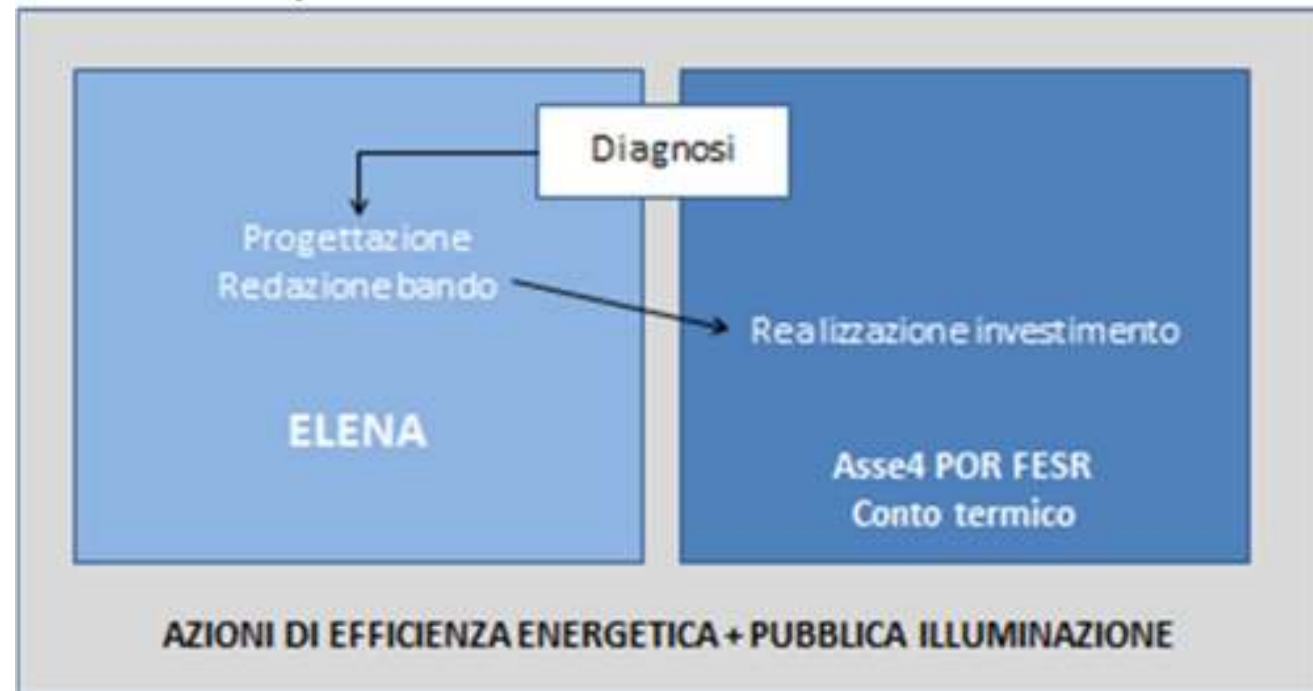 Diagnosi
Progettazione
Redazione bando
Realizzazione investimento
ELENA
Asse4 POR FESR
Conto termico
AZIONI DI EFFICIENZA ENERGETICA + PUBBLICA ILLUMINAZIONE